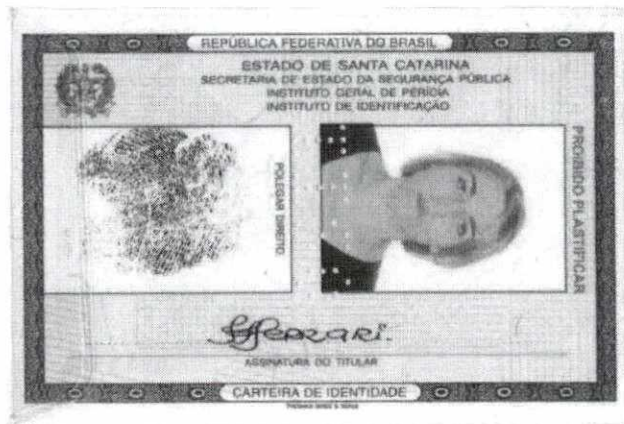 REPÚBLICA FEDERATIVA DO BRASIL
ESTADO DE SANTA CATARINA
SECRETARIA DE ESTADO DA SEGURANÇA PÚBLICA
INSTITUTO GERAL DE PERÍCIA
INSTITUTO DE IDENTIFICAÇÃO
POLEGAR DIREITO
PROIBIDO PLASTIFICAR
ASSINATURA DO TITULAR
CARTEIRA DE IDENTIDADE